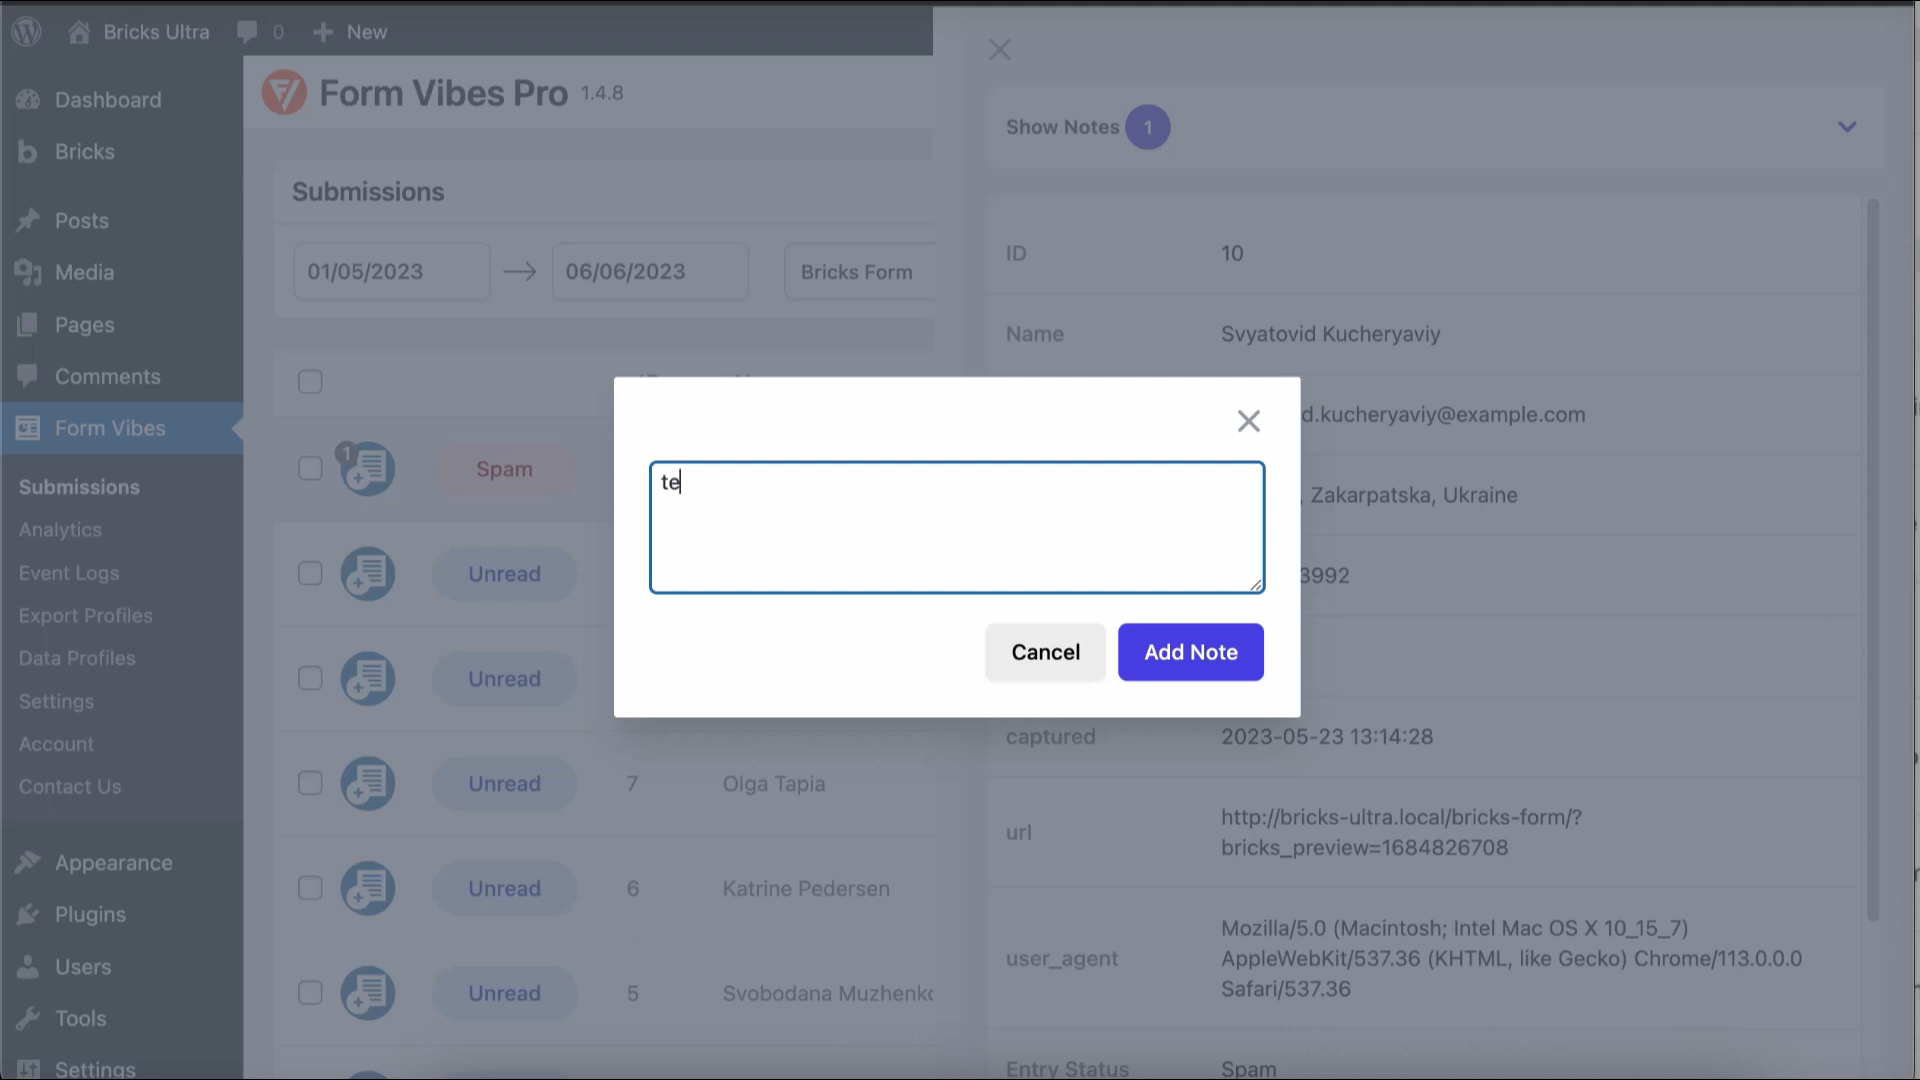 Bricks Ultra
0
New
Dashboard
Bricks
Posts
Media
Pages
Comments
Form Vibes
Submissions
Analytics
Event Logs
Export Profiles
Data Profiles
Settings
Account
Contact Us
Appearance
Plugins
Users
Tools
Settings
Form Vibes Pro 1.4.8
Submissions
01/05/2023
06/06/2023
Bricks Form
1
Spam
Unread
Unread
Unread 7 Olga Tapia
Unread 6 Katrine Pedersen
Unread 5 Svobodana Muzhenko
te
Cancel
Add Note
Show Notes 1
ID 10
Name Svyatovid Kucheryaviy
d.kucheryaviy@example.com
, Zakarpatska, Ukraine
3992
captured 2023-05-23 13:14:28
url
http://bricks-ultra.local/bricks-form/?
bricks_preview=1684826708
user_agent
Mozilla/5.0 (Macintosh; Intel Mac OS X 10_15_7)
AppleWebKit/537.36 (KHTML, like Gecko) Chrome/113.0.0.0
Safari/537.36
Entry Status Spam